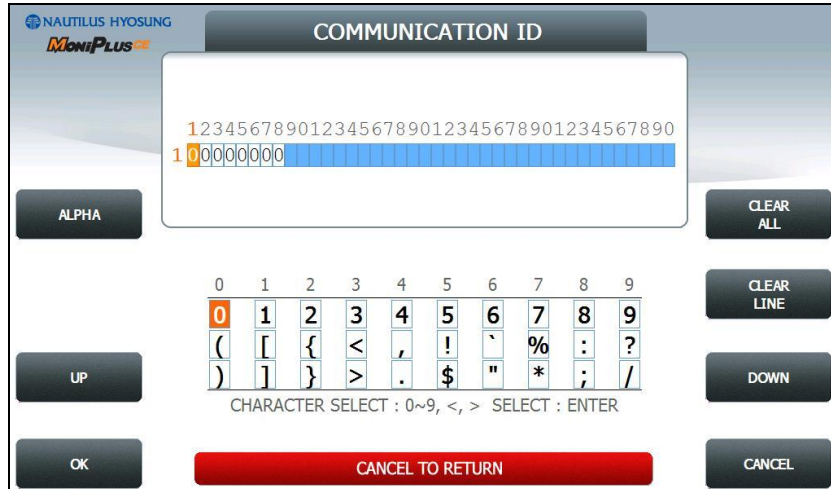 NAUTILUS HYOSUNG
MoniPlusCE
COMMUNICATION ID
1234567890123456789012345678901234567890
1 00000000
ALPHA
CLEAR
ALL
0 1 2 3 4 5 6 7 8 9
0 1 2 3 4 5 6 7 8 9
( [ { < , ! ` % : ?
) ] } > . $ " * ; /
CLEAR
LINE
UP
DOWN
CHARACTER SELECT : 0~9, <, > SELECT : ENTER
OK
CANCEL TO RETURN
CANCEL